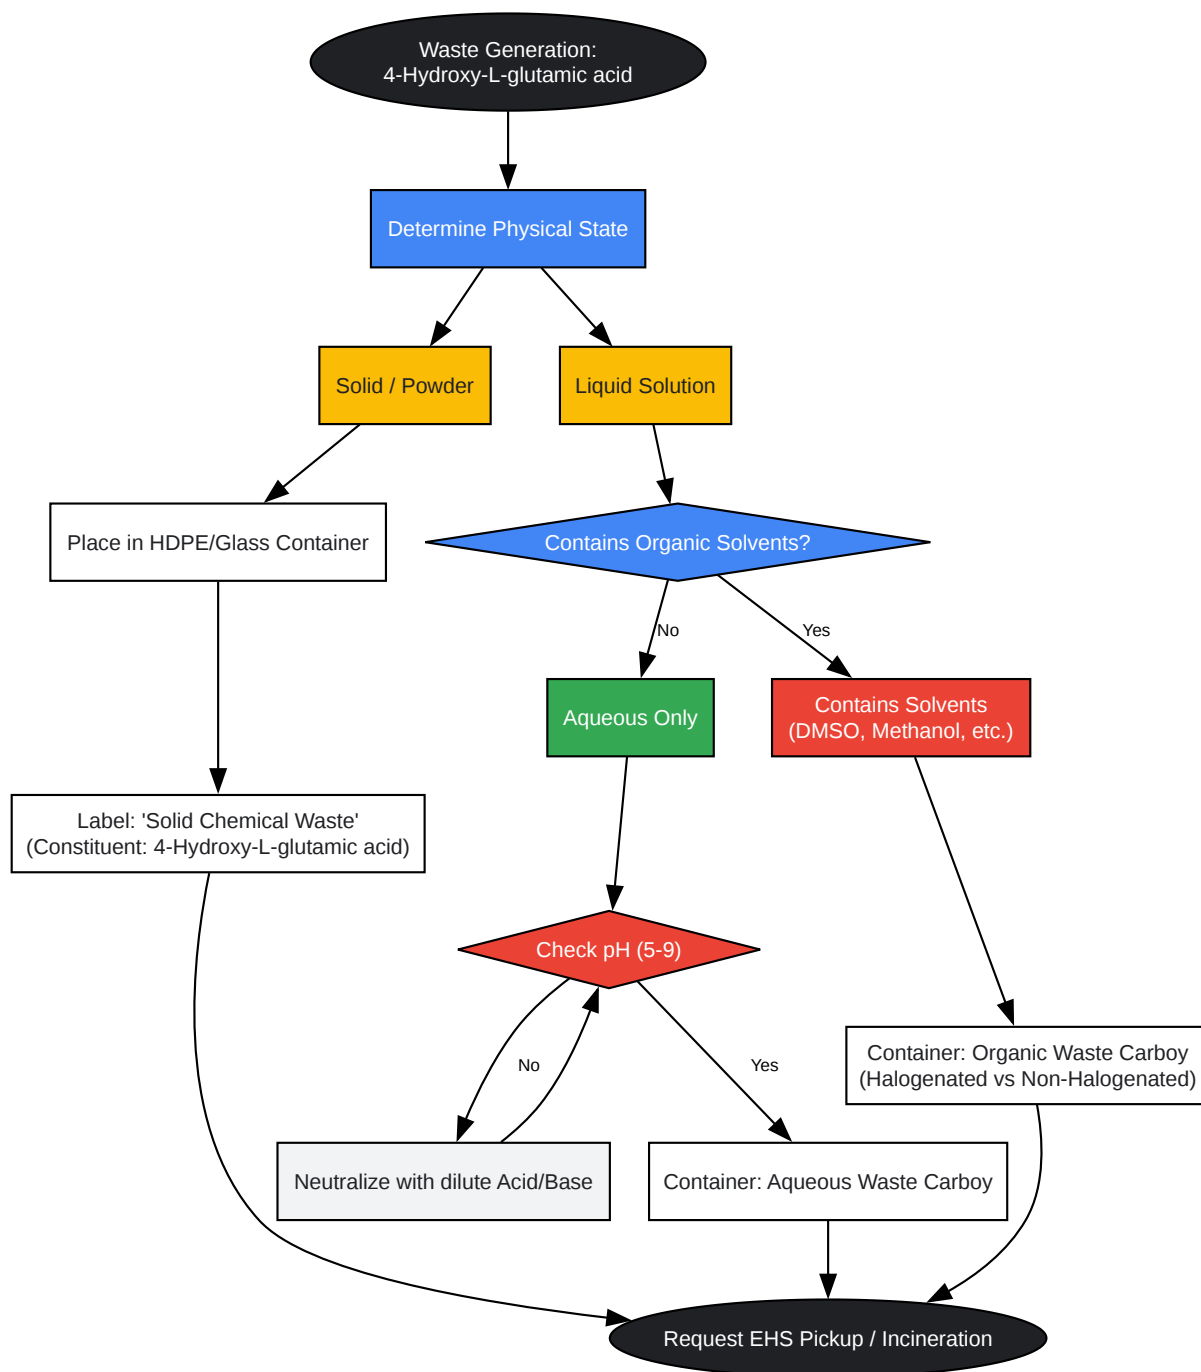 Waste Generation:
4-Hydroxy-L-glutamic acid
Determine Physical State
Solid / Powder
Liquid Solution
Place in HDPE/Glass Container
Contains Organic Solvents?
No
Yes
Aqueous Only
Contains Solvents
(DMSO, Methanol, etc.)
Label: 'Solid Chemical Waste'
(Constituent: 4-Hydroxy-L-glutamic acid)
Check pH (5-9)
No
Yes
Container: Organic Waste Carboy
(Halogenated vs Non-Halogenated)
Neutralize with dilute Acid/Base
Container: Aqueous Waste Carboy
Request EHS Pickup / Incineration